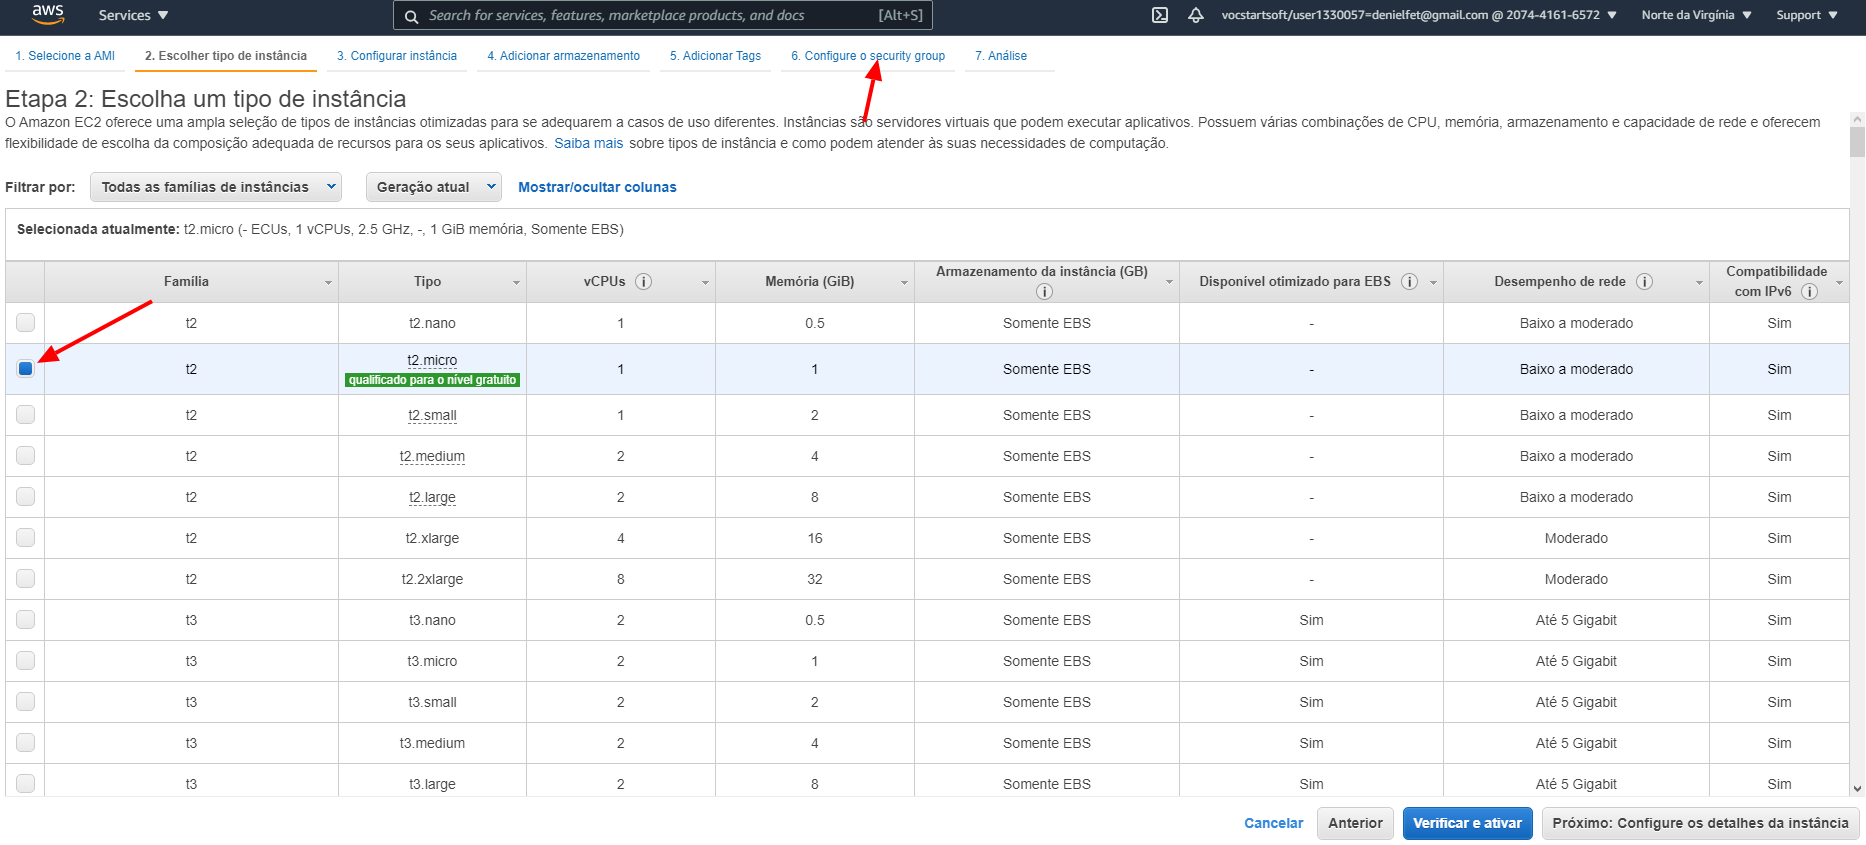 aws Services Search for services, features, marketplace products, and docs [Alt+S] vocstartsoft/user1330057=denielfet@gmail.com @ 2074-4161-6572 Norte da Virgínia Support
1. Selecione a AMI 2. Escolher tipo de instância 3. Configurar instância 4. Adicionar armazenamento 5. Adicionar Tags 6. Configure o security group 7. Análise
Etapa 2: Escolha um tipo de instância
O Amazon EC2 oferece uma ampla seleção de tipos de instâncias otimizadas para se adequarem a casos de uso diferentes. Instâncias são servidores virtuais que podem executar aplicativos. Possuem várias combinações de CPU, memória, armazenamento e capacidade de rede e oferecem
flexibilidade de escolha da composição adequada de recursos para os seus aplicativos. Saiba mais sobre tipos de instância e como podem atender às suas necessidades de computação.
Filtrar por: Todas as famílias de instâncias Geração atual Mostrar/ocultar colunas
Selecionada atualmente: t2.micro (- ECUs, 1 vCPUs, 2.5 GHz, -, 1 GiB memória, Somente EBS)
Família Tipo vCPUs Memória (GiB) Armazenamento da instância (GB) Disponível otimizado para EBS Desempenho de rede Compatibilidade com IPv6
t2 t2.nano 1 0.5 Somente EBS - Baixo a moderado Sim
t2 t2.micro 1 1 Somente EBS - Baixo a moderado Sim
qualificado para o nível gratuito
t2 t2.small 1 2 Somente EBS - Baixo a moderado Sim
t2 t2.medium 2 4 Somente EBS - Baixo a moderado Sim
t2 t2.large 2 8 Somente EBS - Baixo a moderado Sim
t2 t2.xlarge 4 16 Somente EBS - Moderado Sim
t2 t2.2xlarge 8 32 Somente EBS - Moderado Sim
t3 t3.nano 2 0.5 Somente EBS Sim Até 5 Gigabit Sim
t3 t3.micro 2 1 Somente EBS Sim Até 5 Gigabit Sim
t3 t3.small 2 2 Somente EBS Sim Até 5 Gigabit Sim
t3 t3.medium 2 4 Somente EBS Sim Até 5 Gigabit Sim
t3 t3.large 2 8 Somente EBS Sim Até 5 Gigabit Sim
Cancelar Anterior Verificar e ativar Próximo: Configure os detalhes da instância